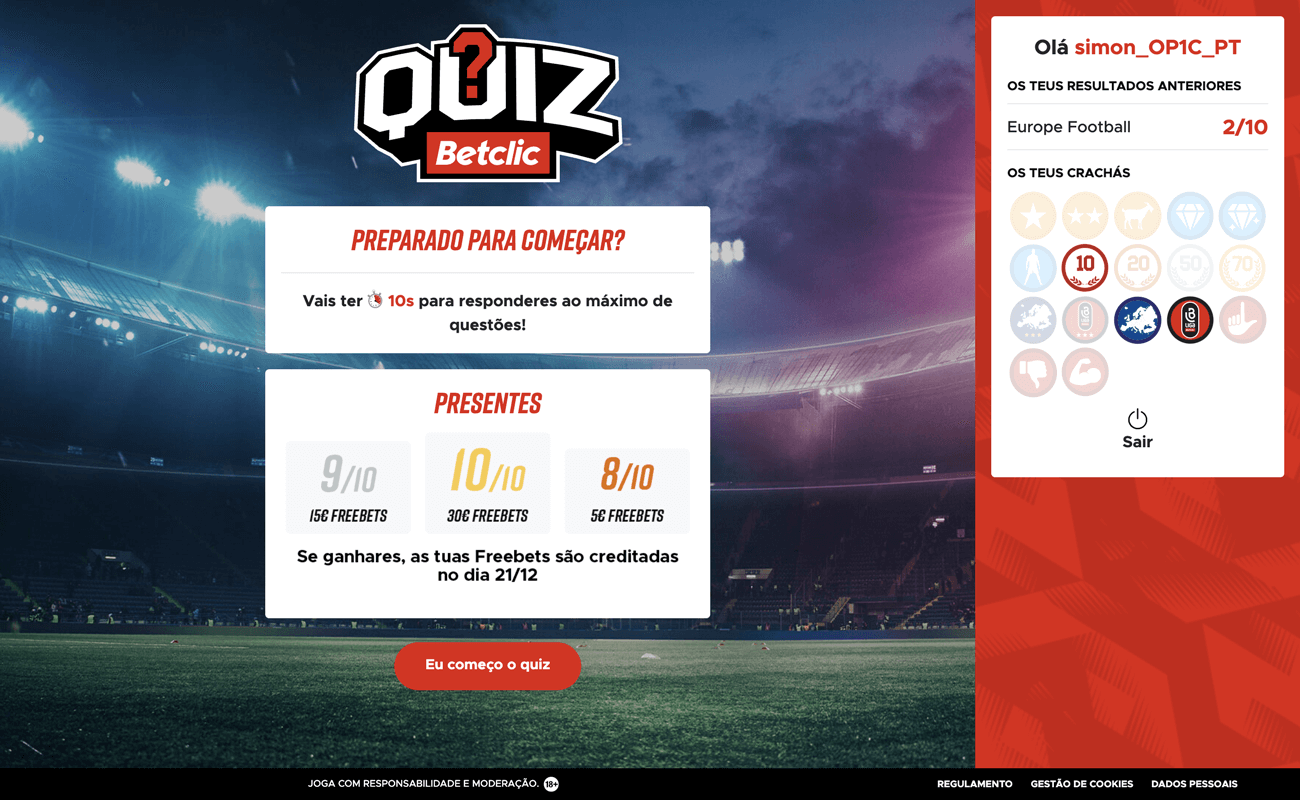 QUIZ
Betclic
PREPARADO PARA COMEÇAR?
Vais ter 10s para responderes ao máximo de
questões!
PRESENTES
9/10
15€ FREEBETS
10/10
30€ FREEBETS
8/10
5€ FREEBETS
Se ganhares, as tuas Freebets são creditadas
no dia 21/12
Eu começo o quiz
Olá simon_OP1C_PT
OS TEUS RESULTADOS ANTERIORES
Europe Football 2/10
OS TEUS CRACHÁS
10 20 50 70
Sair
JOGA COM RESPONSABILIDADE E MODERAÇÃO. 18+
REGULAMENTO GESTÃO DE COOKIES DADOS PESSOAIS